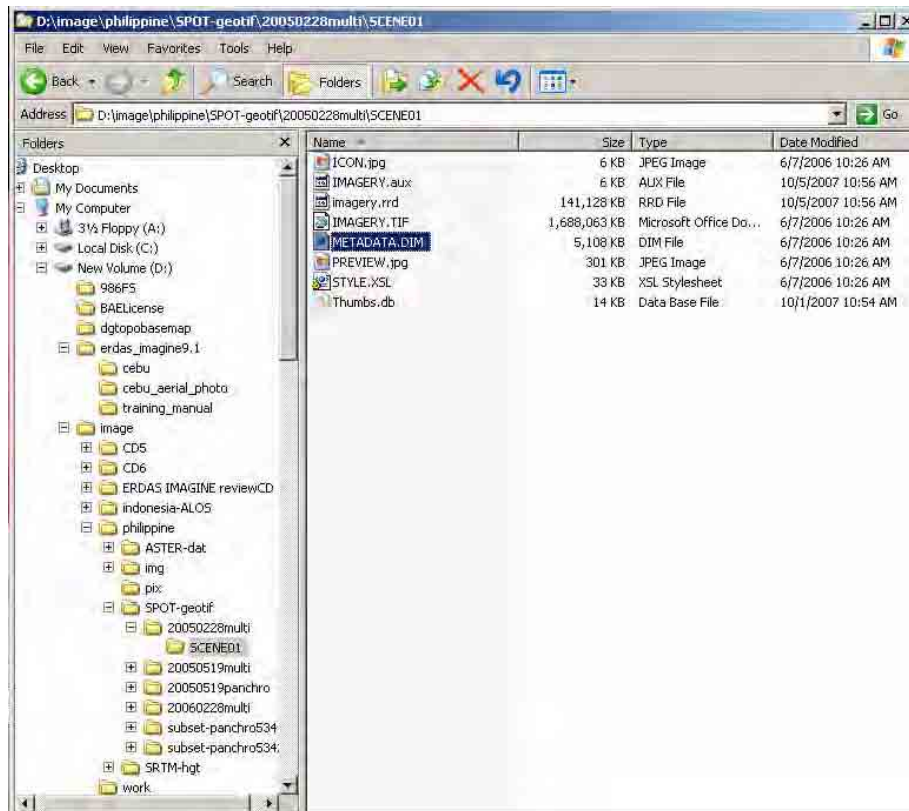 D:\image\philippine\SPOT-geotif\20050228multi\SCENE01
File Edit View Favorites Tools Help
Back Search Folders
Address D:\image\philippine\SPOT-geotif\20050228multi\SCENE01 Go
Folders
Name Size Type Date Modified
Desktop
My Documents
My Computer
3½ Floppy (A:)
Local Disk (C:)
New Volume (D:)
986FS
BAELicense
dgtopobasemap
erdas_imagine9.1
cebu
cebu_aerial_photo
training_manual
image
CD5
CD6
ERDAS IMAGINE reviewCD
indonesia-ALOS
philippine
ASTER-dat
img
pix
SPOT-geotif
20050228multi
SCENE01
20050519multi
20050519panchro
20060228multi
subset-panchro534
subset-panchro534
SRTM-hgt
work
ICON.jpg 6 KB JPEG Image 6/7/2006 10:26 AM
IMAGERY.aux 6 KB AUX File 10/5/2007 10:56 AM
imagery.rrd 141,128 KB RRD File 10/5/2007 10:56 AM
IMAGERY.TIF 1,688,063 KB Microsoft Office Do... 6/7/2006 10:26 AM
METADATA.DIM 5,108 KB DIM File 6/7/2006 10:26 AM
PREVIEW.jpg 301 KB JPEG Image 6/7/2006 10:26 AM
STYLE.XSL 33 KB XSL Stylesheet 6/7/2006 10:26 AM
Thumbs.db 14 KB Data Base File 10/1/2007 10:54 AM